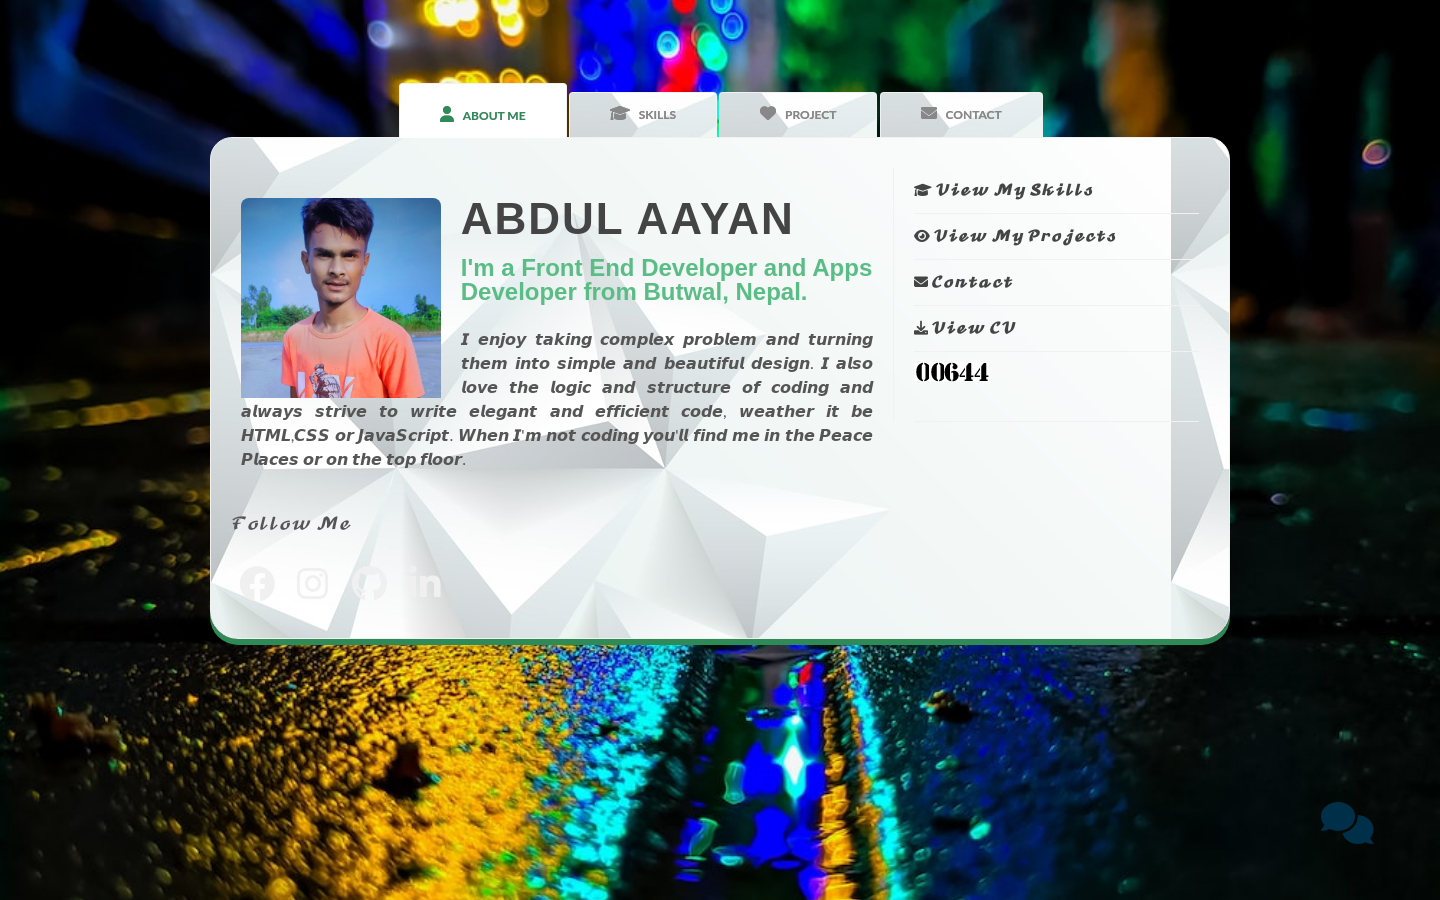 ABOUT ME
SKILLS
PROJECT
CONTACT
ABDUL AAYAN
I'm a Front End Developer and Apps
Developer from Butwal, Nepal.
I enjoy taking complex problem and turning
them into simple and beautiful design. I also
love the logic and structure of coding and
always strive to write elegant and efficient code, weather it be
HTML,CSS or JavaScript. When I'm not coding you'll find me in the Peace
Places or on the top floor.
Follow Me
View My Skills
View My Projects
Contact
View CV
00644